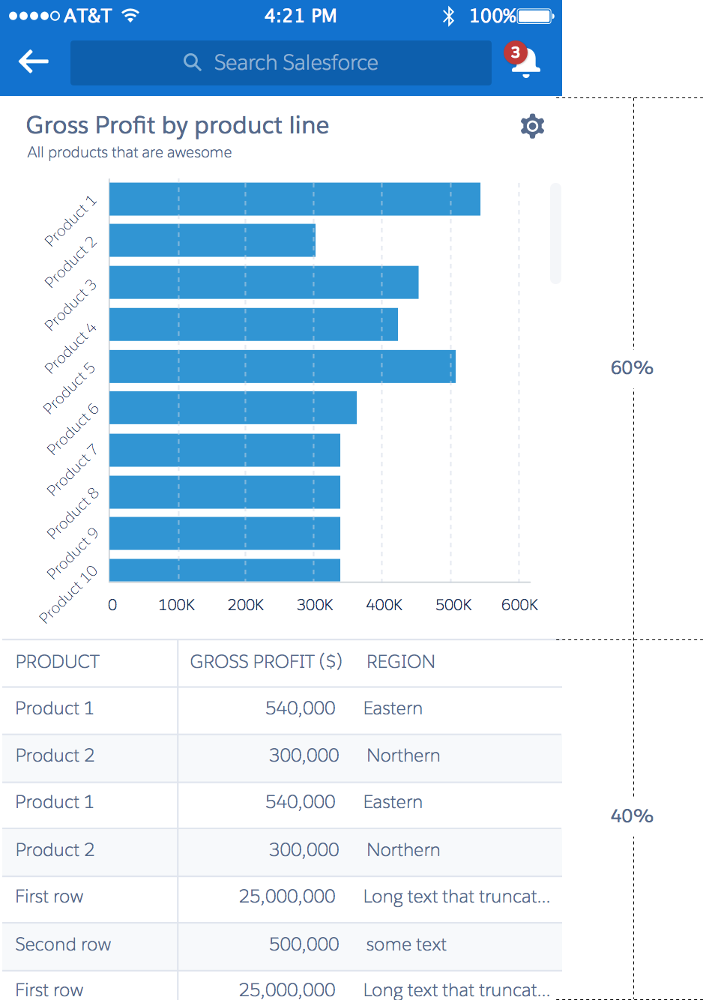 AT&T 4:21 PM 100%
Search Salesforce 3
Gross Profit by product line
All products that are awesome
Product 1
Product 2
Product 3
Product 4
Product 5
Product 6
Product 7
Product 8
Product 9
Product 10
0 100K 200K 300K 400K 500K 600K
60%
PRODUCT GROSS PROFIT ($) REGION
Product 1 540,000 Eastern
Product 2 300,000 Northern
Product 1 540,000 Eastern
40%
Product 2 300,000 Northern
First row 25,000,000 Long text that truncat...
Second row 500,000 some text
First row 25,000,000 Long text that truncat...